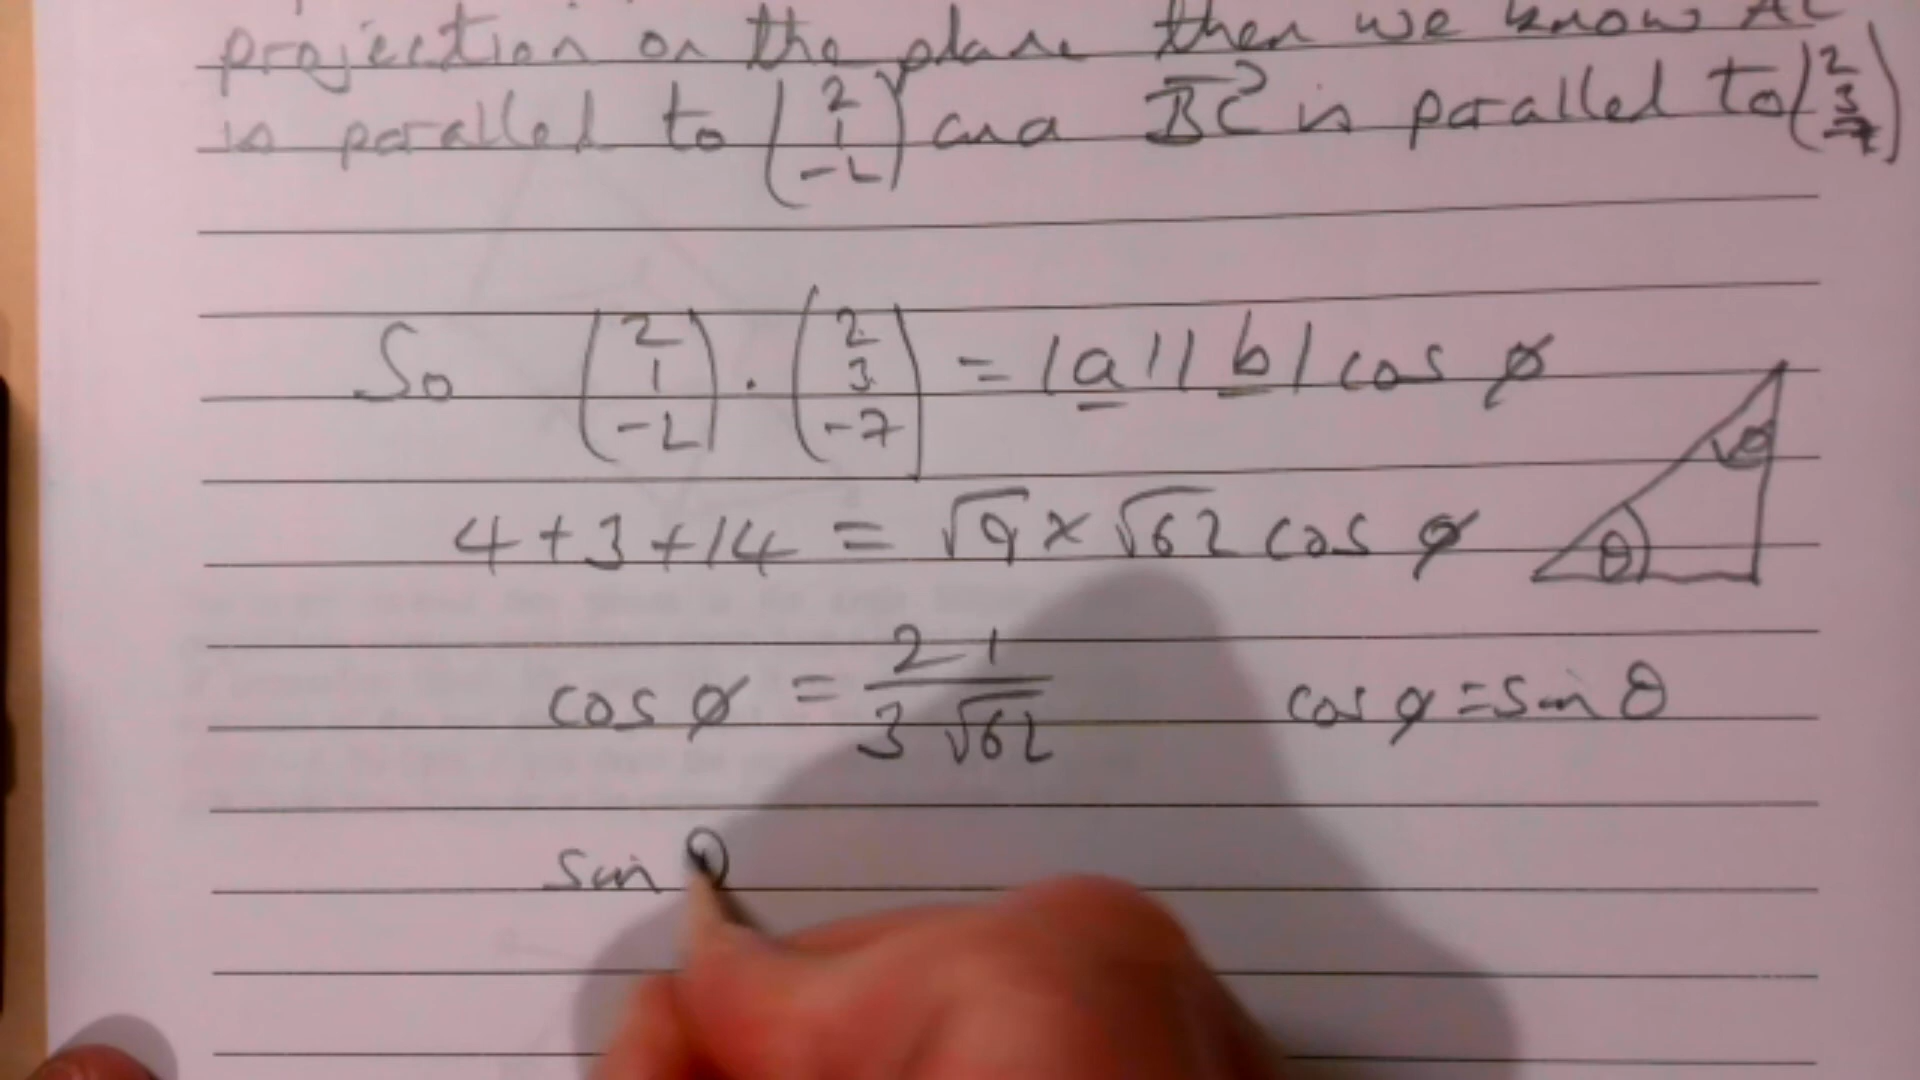 projection on the plane then we know AC
is parallel to (2 1 -2) and BC is parallel to (2 3 -7)
So (2 1 -2) . (2 3 -7) = |a||b| cos φ
4 + 3 + 14 = √9 × √62 cos φ
cos φ = 21 / 3√62 cos φ = sin θ
sin θ
φ
θ